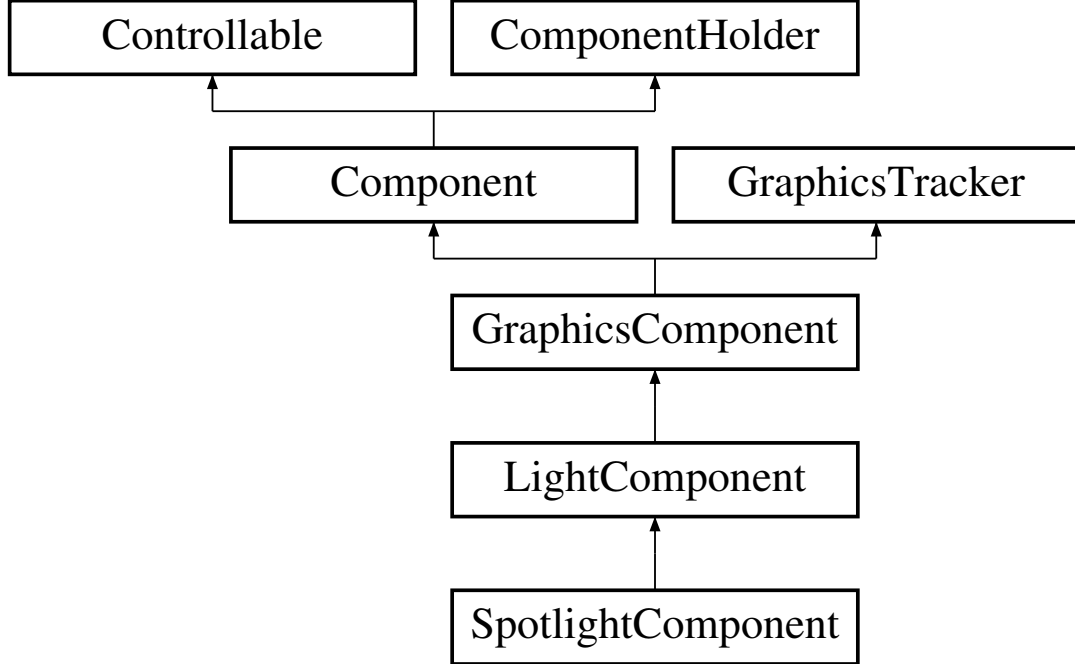 Controllable
ComponentHolder
Component
GraphicsTracker
GraphicsComponent
LightComponent
SpotlightComponent